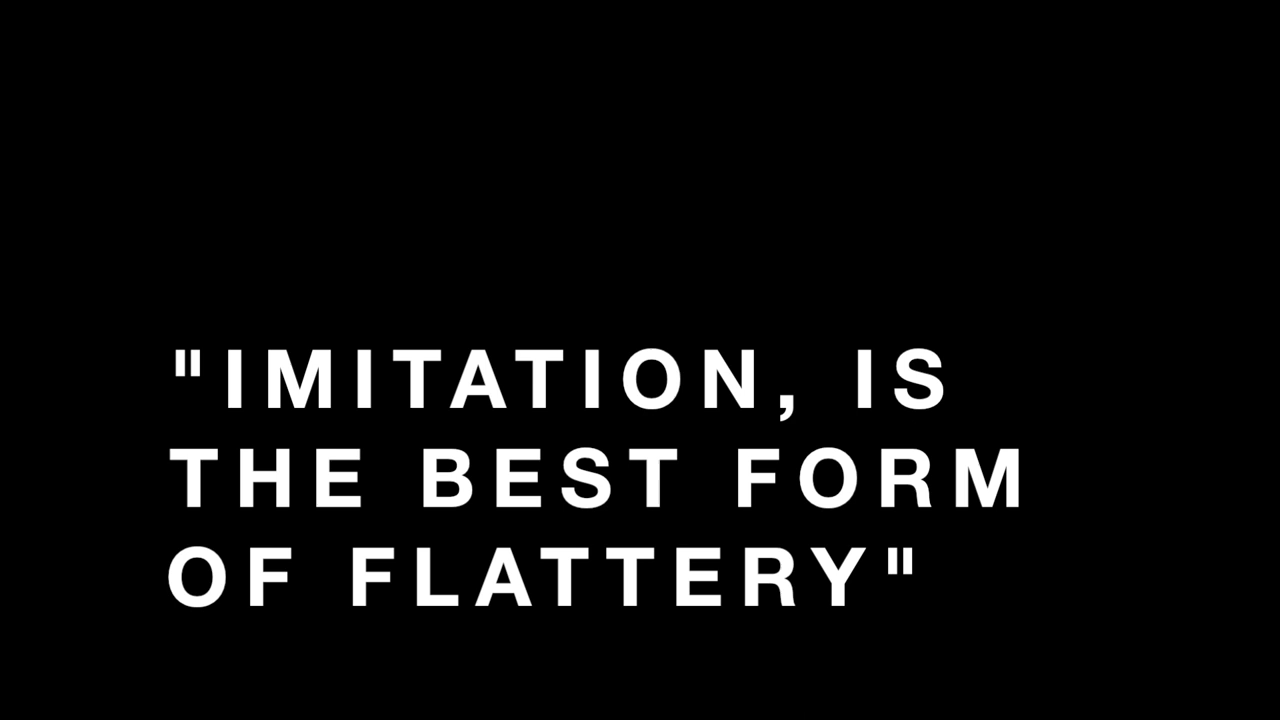 "IMITATION, IS
THE BEST FORM
OF FLATTERY"